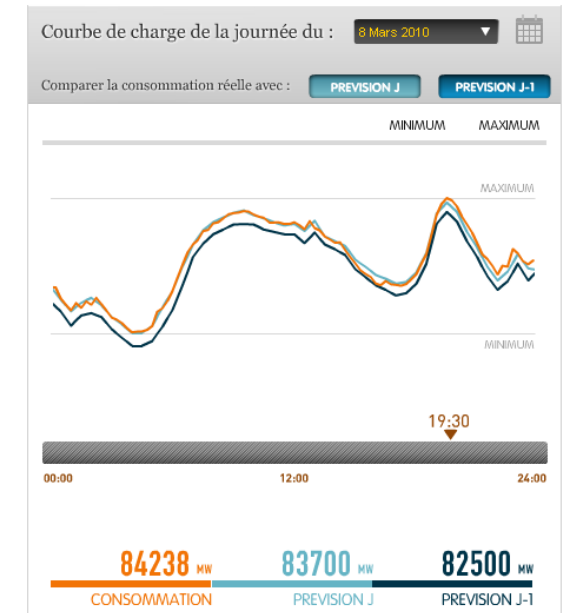 Courbe de charge de la journée du : 8 Mars 2010
Comparer la consommation réelle avec : PREVISION J PREVISION J-1
MINIMUM MAXIMUM
MAXIMUM
MINIMUM
19:30
00:00 12:00 24:00
84238 MW 83700 MW 82500 MW
CONSOMMATION PREVISION J PREVISION J-1